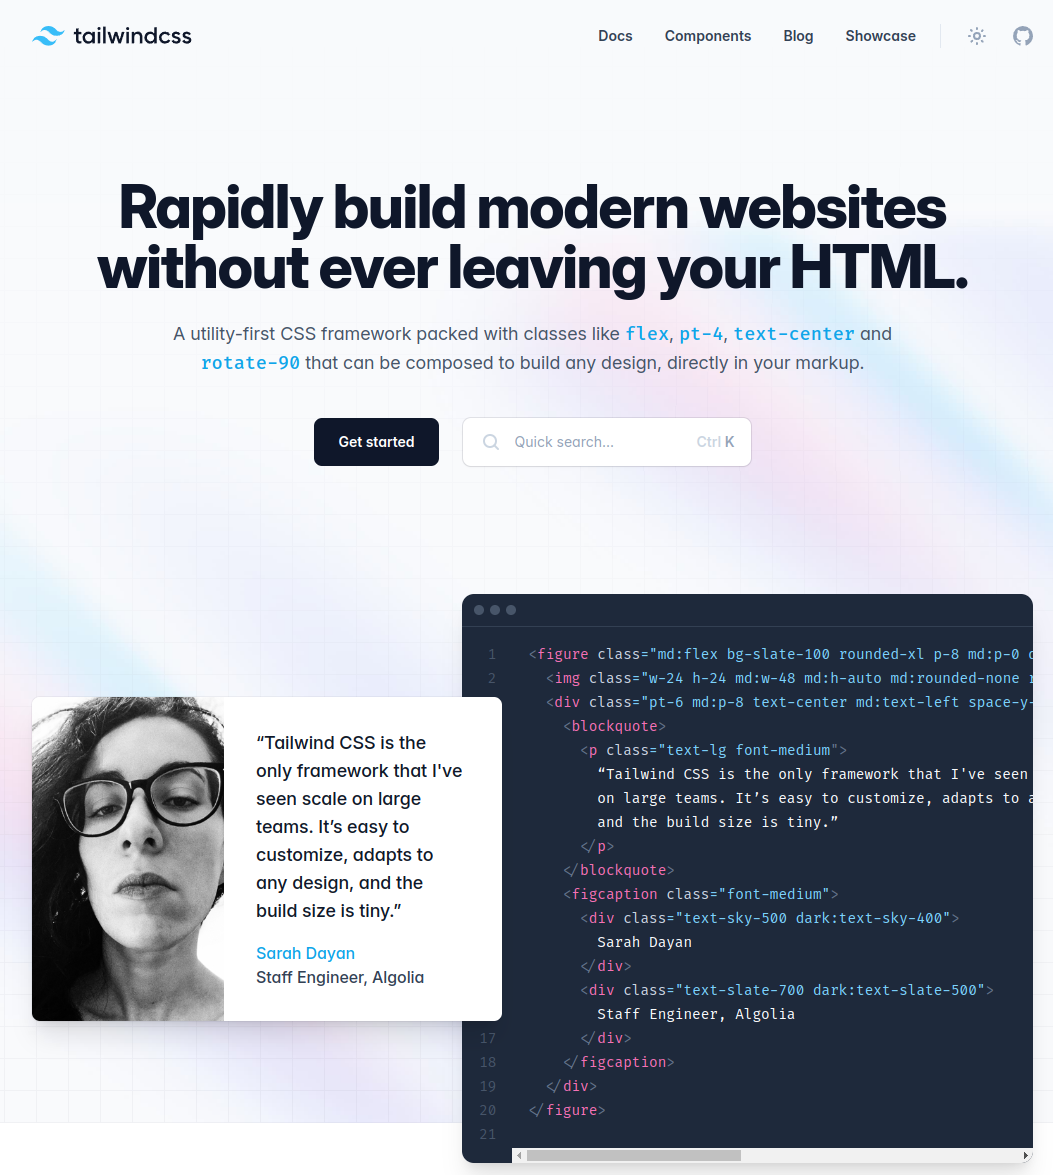 tailwindcss
Docs Components Blog Showcase
Rapidly build modern websites
without ever leaving your HTML.
A utility-first CSS framework packed with classes like flex, pt-4, text-center and
rotate-90 that can be composed to build any design, directly in your markup.
Get started
Quick search... Ctrl K
“Tailwind CSS is the
only framework that I've
seen scale on large
teams. It’s easy to
customize, adapts to
any design, and the
build size is tiny.”
Sarah Dayan
Staff Engineer, Algolia
1 <figure class="md:flex bg-slate-100 rounded-xl p-8 md:p-0
2 <img class="w-24 h-24 md:w-48 md:h-auto md:rounded-none
<div class="pt-6 md:p-8 text-center md:text-left space-y-
<blockquote>
<p class="text-lg font-medium">
“Tailwind CSS is the only framework that I've seen
on large teams. It’s easy to customize, adapts to a
and the build size is tiny.”
</p>
</blockquote>
<figcaption class="font-medium">
<div class="text-sky-500 dark:text-sky-400">
Sarah Dayan
</div>
<div class="text-slate-700 dark:text-slate-500">
Staff Engineer, Algolia
17 </div>
18 </figcaption>
19 </div>
20 </figure>
21